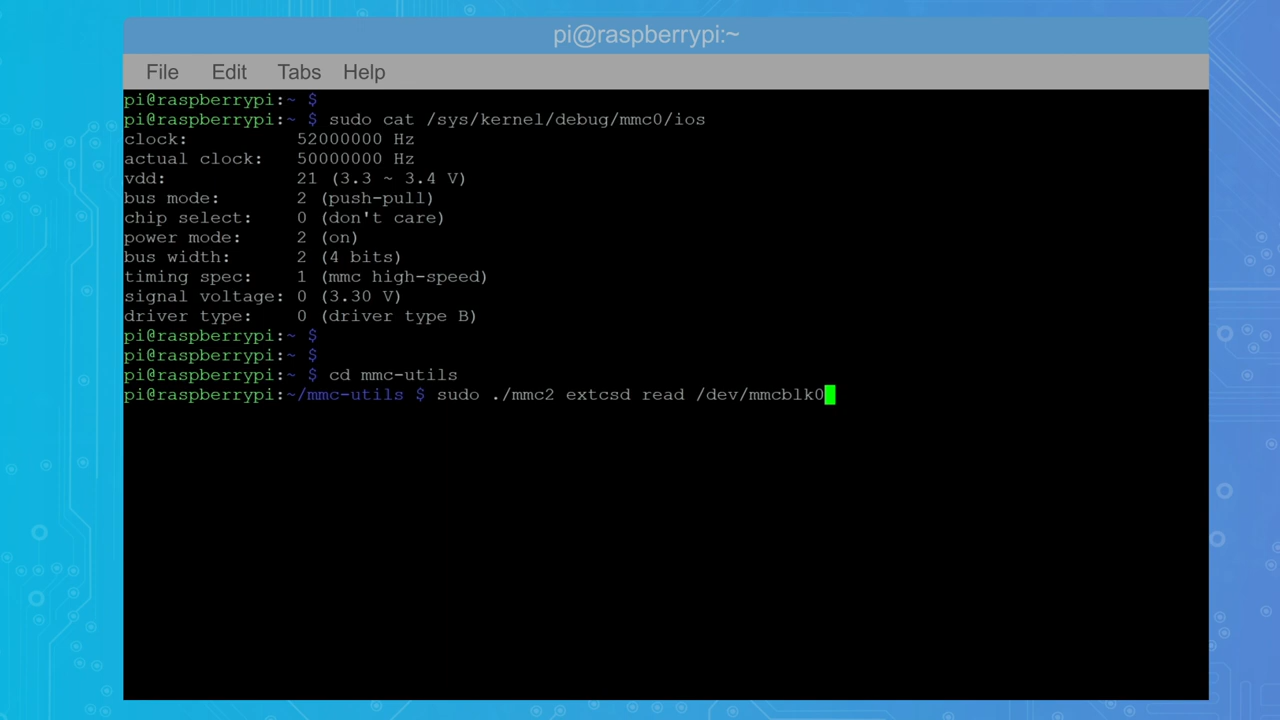 pi@raspberrypi:~
File Edit Tabs Help
pi@raspberrypi:~ $
pi@raspberrypi:~ $ sudo cat /sys/kernel/debug/mmc0/ios
clock: 52000000 Hz
actual clock: 50000000 Hz
vdd: 21 (3.3 ~ 3.4 V)
bus mode: 2 (push-pull)
chip select: 0 (don't care)
power mode: 2 (on)
bus width: 2 (4 bits)
timing spec: 1 (mmc high-speed)
signal voltage: 0 (3.30 V)
driver type: 0 (driver type B)
pi@raspberrypi:~ $
pi@raspberrypi:~ $
pi@raspberrypi:~ $ cd mmc-utils
pi@raspberrypi:~/mmc-utils $ sudo ./mmc2 extcsd read /dev/mmcblk0